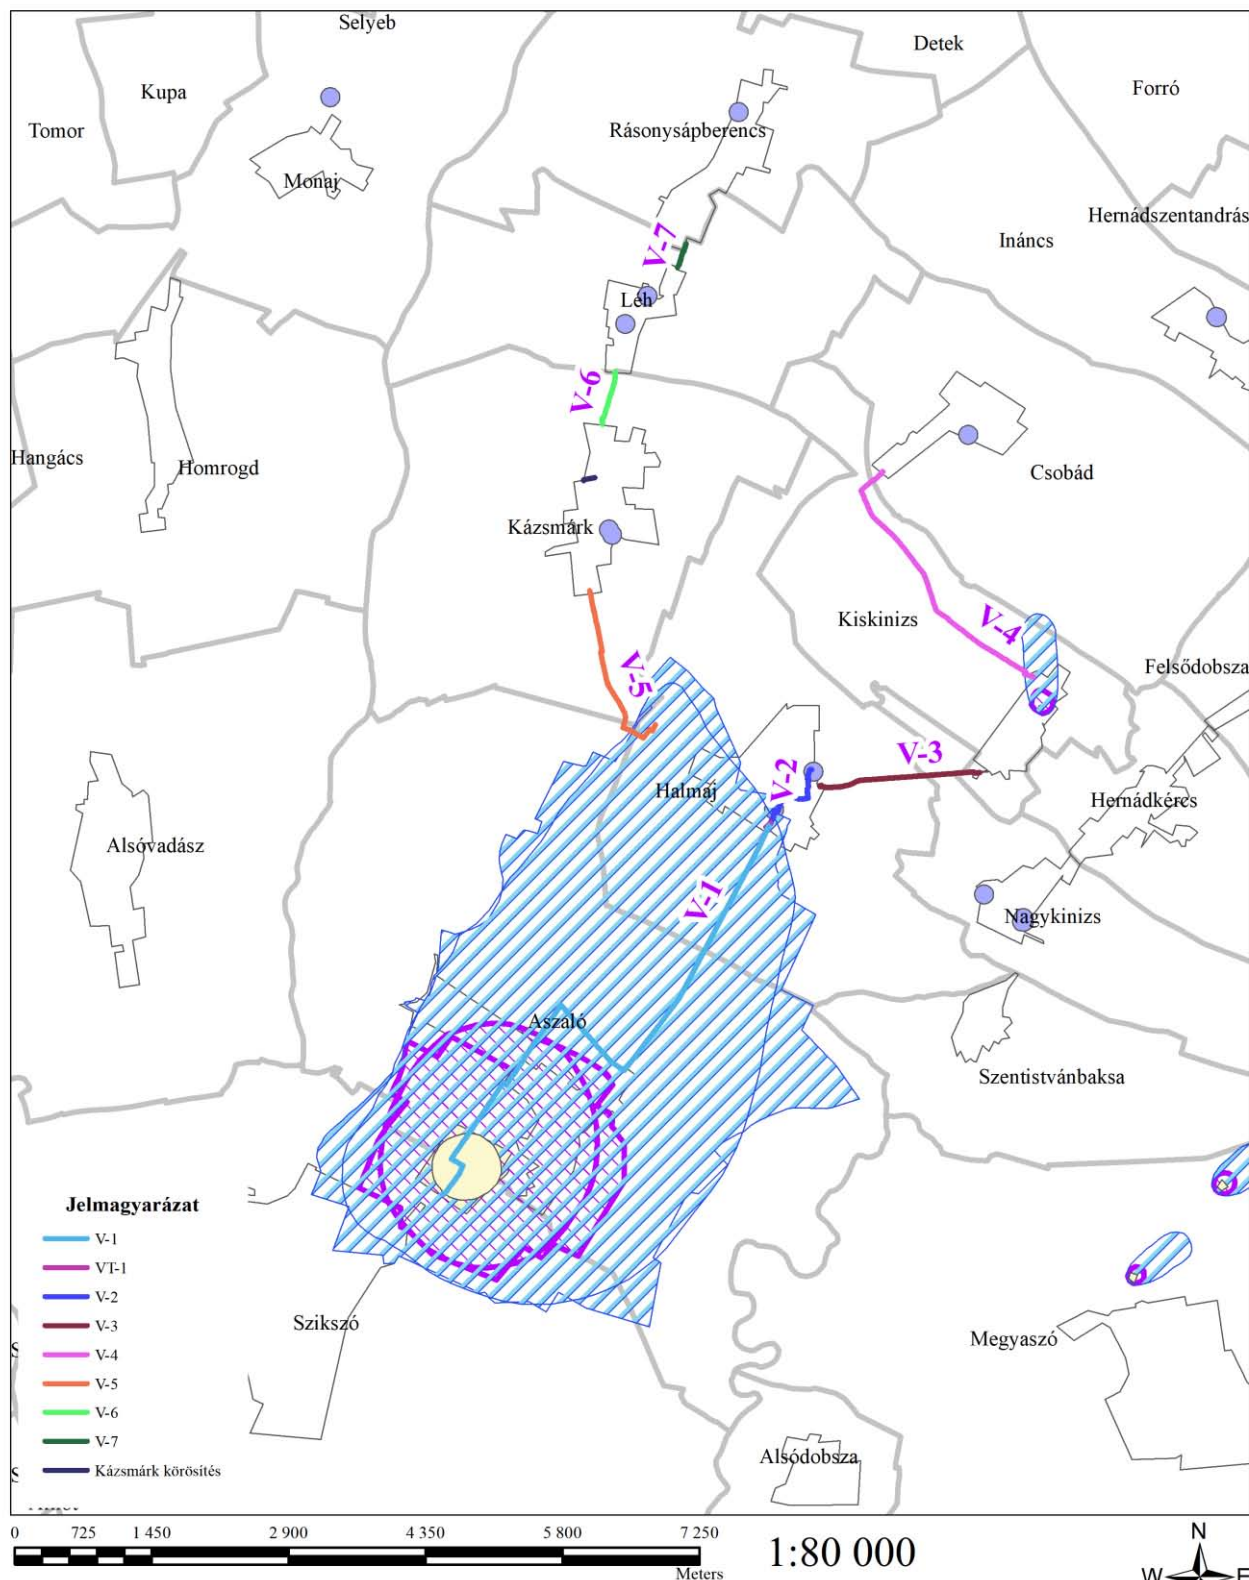 Selyeb
Detek
Kupa
Forró
Tomor
Rásonysápberencs
Monaj
Hernádszentandrás
Ináncs
V-7
Léh
V-6
Hangács
Homrogd
Csobád
Kázsmárk
Kiskinizs
V-4
Felsődobsza
V-5
V-3
V-2
Halmaj
Hernádkércs
Alsóvadász
V-1
Nagykinizs
Aszaló
Szentistvánbaksa
Jelmagyarázat
V-1
VT-1
V-2
V-3
V-4
V-5
V-6
V-7
Kázsmárk körösítés
Szikszó
Megyaszó
Alsódobsza
0 725 1 450 2 900 4 350 5 800 7 250
Meters
1:80 000
N
W E